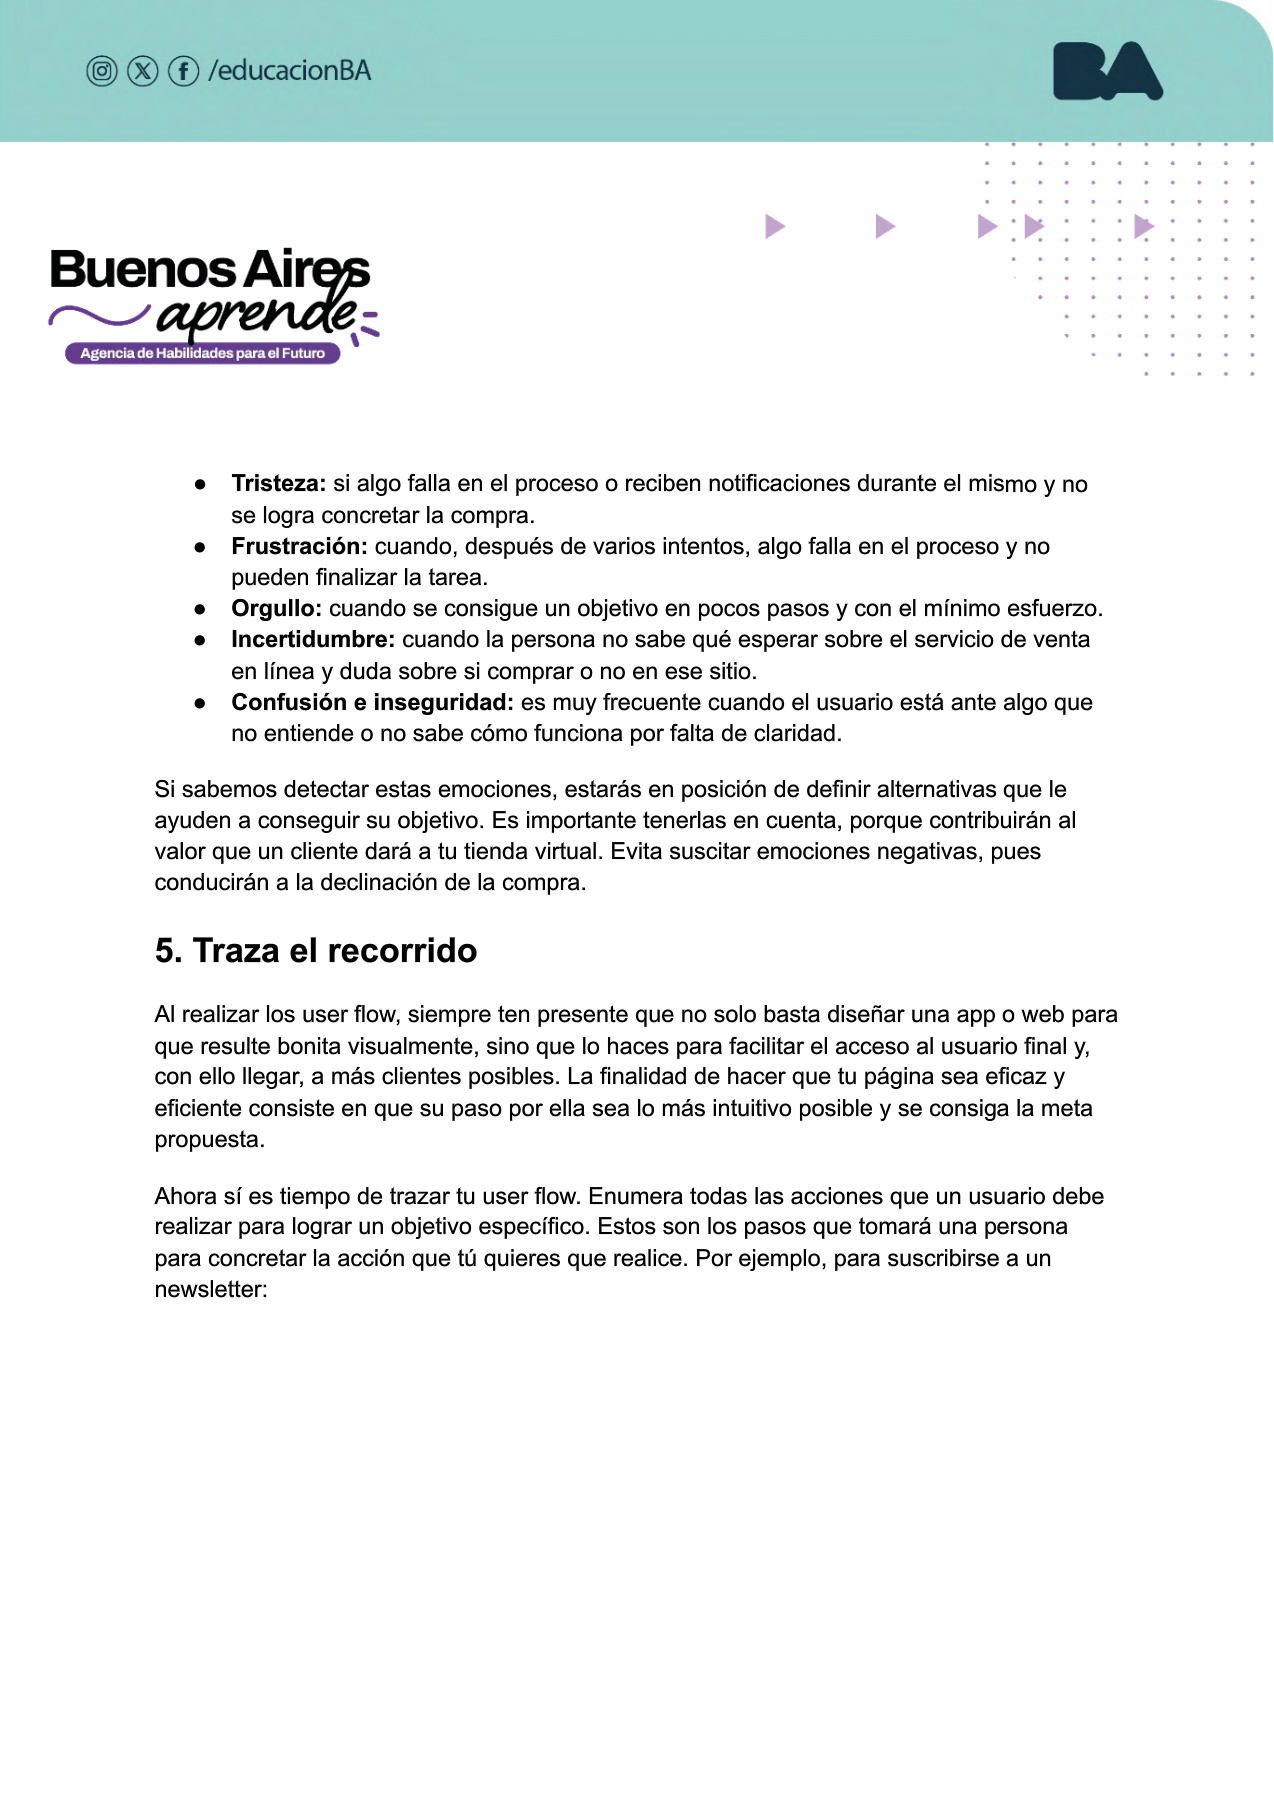 /educacionBA
BA
Buenos Aires
aprende
Agencia de Habilidades para el Futuro
● Tristeza: si algo falla en el proceso o reciben notificaciones durante el mismo y no
se logra concretar la compra.
● Frustración: cuando, después de varios intentos, algo falla en el proceso y no
pueden finalizar la tarea.
● Orgullo: cuando se consigue un objetivo en pocos pasos y con el mínimo esfuerzo.
● Incertidumbre: cuando la persona no sabe qué esperar sobre el servicio de venta
en línea y duda sobre si comprar o no en ese sitio.
● Confusión e inseguridad: es muy frecuente cuando el usuario está ante algo que
no entiende o no sabe cómo funciona por falta de claridad.
Si sabemos detectar estas emociones, estarás en posición de definir alternativas que le
ayuden a conseguir su objetivo. Es importante tenerlas en cuenta, porque contribuirán al
valor que un cliente dará a tu tienda virtual. Evita suscitar emociones negativas, pues
conducirán a la declinación de la compra.
5. Traza el recorrido
Al realizar los user flow, siempre ten presente que no solo basta diseñar una app o web para
que resulte bonita visualmente, sino que lo haces para facilitar el acceso al usuario final y,
con ello llegar, a más clientes posibles. La finalidad de hacer que tu página sea eficaz y
eficiente consiste en que su paso por ella sea lo más intuitivo posible y se consiga la meta
propuesta.
Ahora sí es tiempo de trazar tu user flow. Enumera todas las acciones que un usuario debe
realizar para lograr un objetivo específico. Estos son los pasos que tomará una persona
para concretar la acción que tú quieres que realice. Por ejemplo, para suscribirse a un
newsletter: